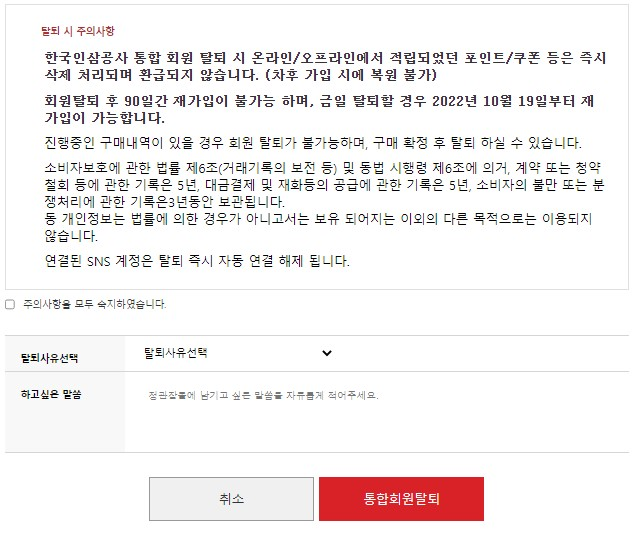 탈퇴 시 주의사항
한국인삼공사 통합 회원 탈퇴 시 온라인/오프라인에서 적립되었던 포인트/쿠폰 등은 즉시
삭제 처리되며 환급되지 않습니다. (차후 가입 시에 복원 불가)
회원탈퇴 후 90일간 재가입이 불가능 하며, 금일 탈퇴할 경우 2022년 10월 19일부터 재
가입이 가능합니다.
진행중인 구매내역이 있을 경우 회원 탈퇴가 불가능하며, 구매 확정 후 탈퇴 하실 수 있습니다.
소비자보호에 관한 법률 제6조(거래기록의 보전 등) 및 동법 시행령 제6조에 의거, 계약 또는 청약
철회 등에 관한 기록은 5년, 대금결제 및 재화등의 공급에 관한 기록은 5년, 소비자의 불만 또는 분
쟁처리에 관한 기록은3년동안 보관됩니다.
동 개인정보는 법률에 의한 경우가 아니고서는 보유 되어지는 이외의 다른 목적으로는 이용되지
않습니다.
연결된 SNS 계정은 탈퇴 즉시 자동 연결 해제 됩니다.
주의사항을 모두 숙지하였습니다.
탈퇴사유선택 탈퇴사유선택
하고싶은 말씀 정관장몰에 남기고 싶은 말씀을 자유롭게 적어주세요.
취소 통합회원탈퇴